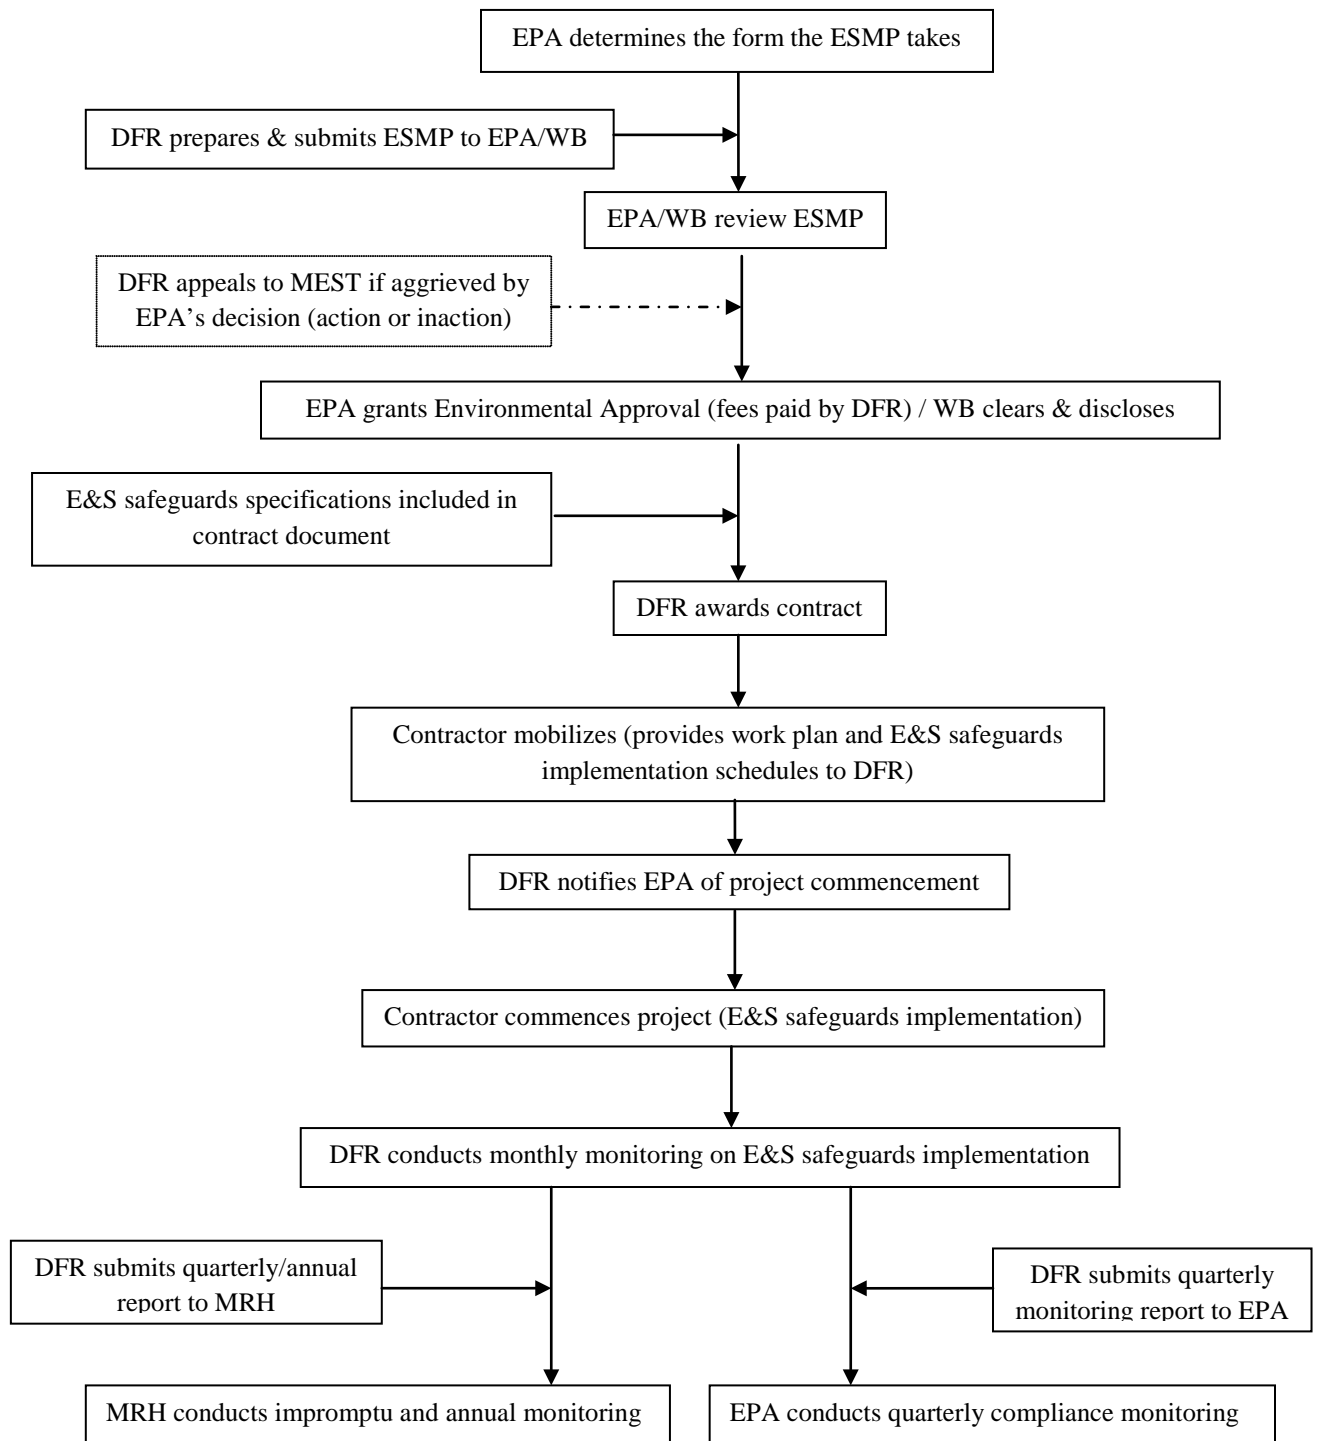 EPA determines the form the ESMP takes
DFR prepares & submits ESMP to EPA/WB
EPA/WB review ESMP
DFR appeals to MEST if aggrieved by
EPA’s decision (action or inaction)
EPA grants Environmental Approval (fees paid by DFR) / WB clears & discloses
E&S safeguards specifications included in
contract document
DFR awards contract
Contractor mobilizes (provides work plan and E&S safeguards
implementation schedules to DFR)
DFR notifies EPA of project commencement
Contractor commences project (E&S safeguards implementation)
DFR conducts monthly monitoring on E&S safeguards implementation
DFR submits quarterly/annual
report to MRH
DFR submits quarterly
monitoring report to EPA
MRH conducts impromptu and annual monitoring
EPA conducts quarterly compliance monitoring